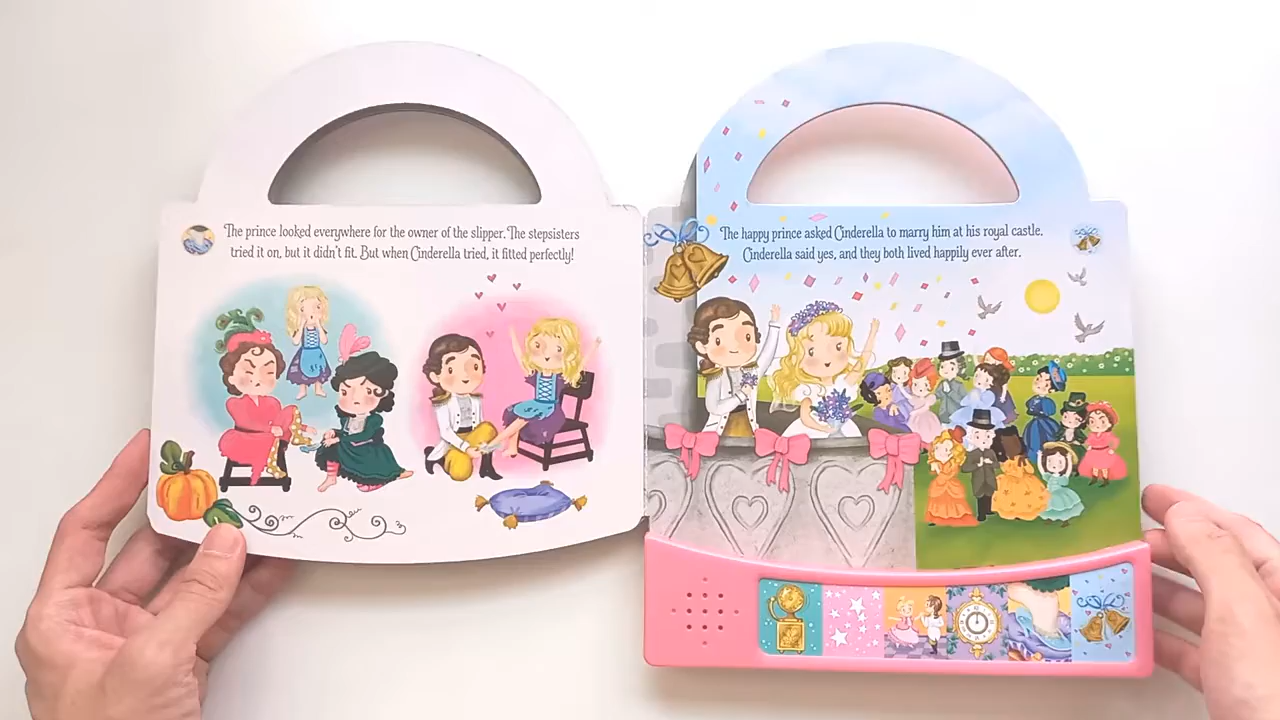 The prince looked everywhere for the owner of the slipper. The stepsisters
tried it on, but it didn't fit. But when Cinderella tried, it fitted perfectly!
The happy prince asked Cinderella to marry him at his royal castle.
Cinderella said yes, and they both lived happily ever after.